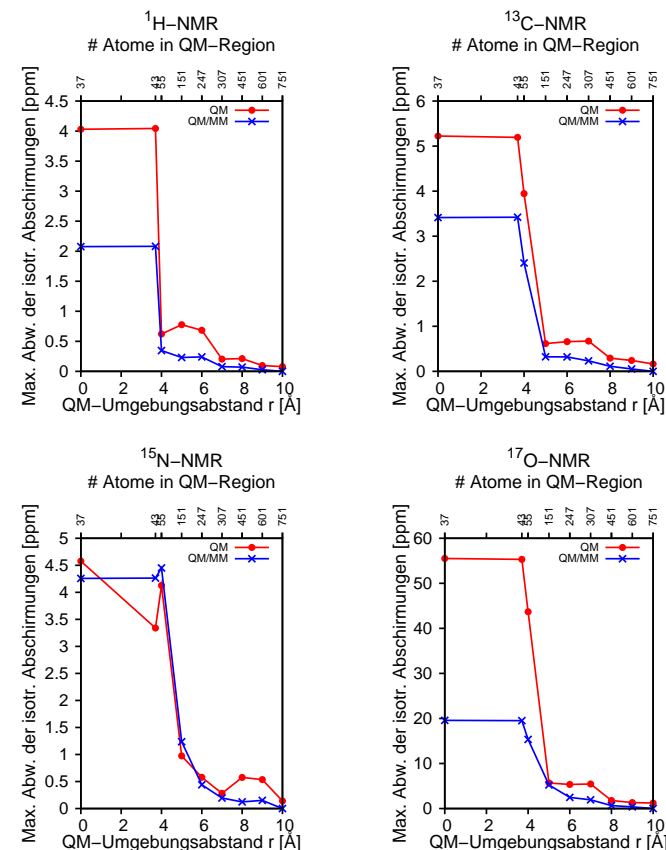 ¹H−NMR
# Atome in QM−Region
37 43 55 151 247 307 451 601 751
Max. Abw. der isotr. Abschirmungen [ppm]
4.5
4
3.5
3
2.5
2
1.5
1
0.5
0
QM
QM/MM
0 2 4 6 8 10
QM−Umgebungsabstand r [Å]
¹³C−NMR
# Atome in QM−Region
37 43 55 151 247 307 451 601 751
Max. Abw. der isotr. Abschirmungen [ppm]
6
5
4
3
2
1
0
QM
QM/MM
0 2 4 6 8 10
QM−Umgebungsabstand r [Å]
¹⁵N−NMR
# Atome in QM−Region
37 43 55 151 247 307 451 601 751
Max. Abw. der isotr. Abschirmungen [ppm]
5
4.5
4
3.5
3
2.5
2
1.5
1
0.5
0
QM
QM/MM
0 2 4 6 8 10
QM−Umgebungsabstand r [Å]
¹⁷O−NMR
# Atome in QM−Region
37 43 55 151 247 307 451 601 751
Max. Abw. der isotr. Abschirmungen [ppm]
60
50
40
30
20
10
0
QM
QM/MM
0 2 4 6 8 10
QM−Umgebungsabstand r [Å]